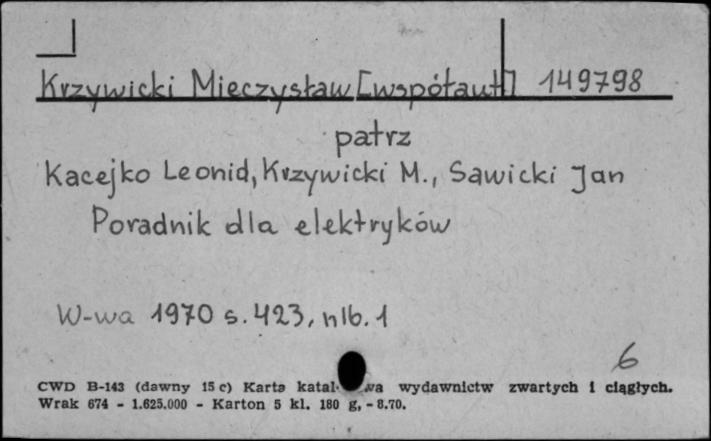 Krzywicki Mieczysław [współaut] 149798
patrz
Kacejko Leonid, Krzywicki M., Sawicki Jan
Poradnik dla elektryków
W-wa 1970 s. 423, nlb. 1
6
CWD B-143 (dawny 15 c) Karta katal wa wydawnictw zwartych i ciągłych.
Wrak 674 - 1.625.000 - Karton 5 kl. 180 g, - 8.70.